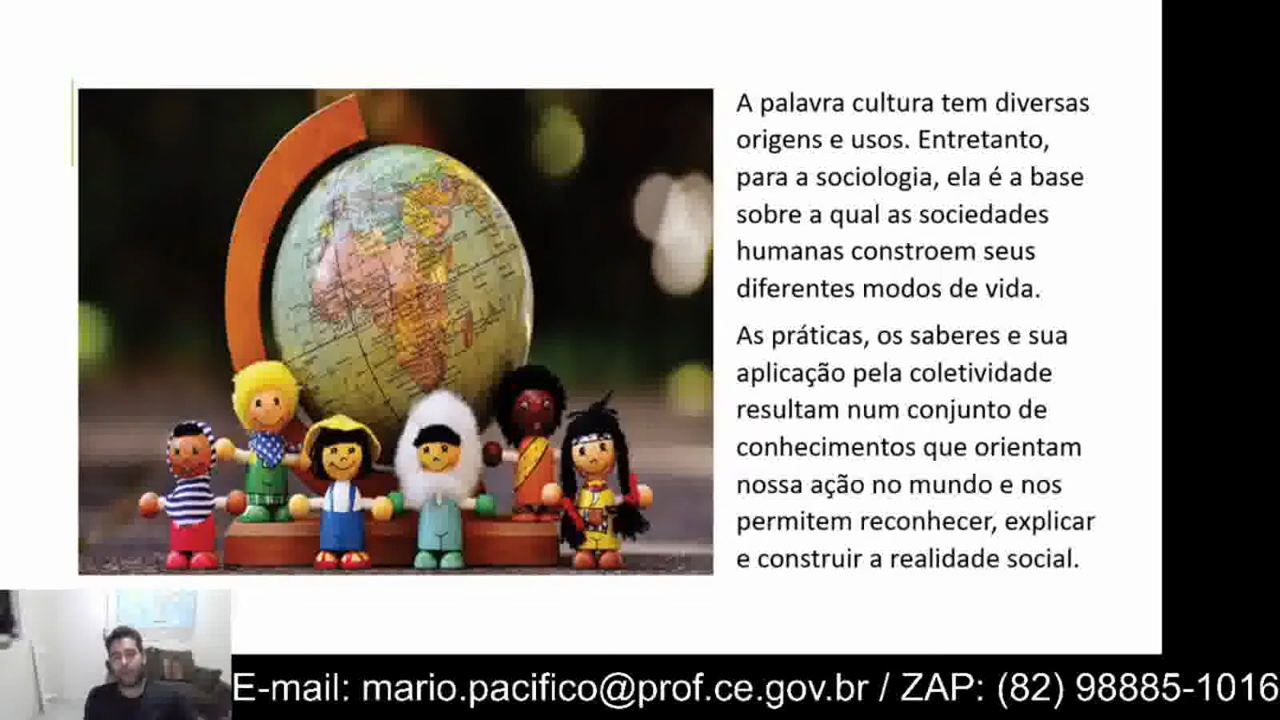 A palavra cultura tem diversas
origens e usos. Entretanto,
para a sociologia, ela é a base
sobre a qual as sociedades
humanas constroem seus
diferentes modos de vida.
As práticas, os saberes e sua
aplicação pela coletividade
resultam num conjunto de
conhecimentos que orientam
nossa ação no mundo e nos
permitem reconhecer, explicar
e construir a realidade social.
E-mail: mario.pacifico@prof.ce.gov.br / ZAP: (82) 98885-1016